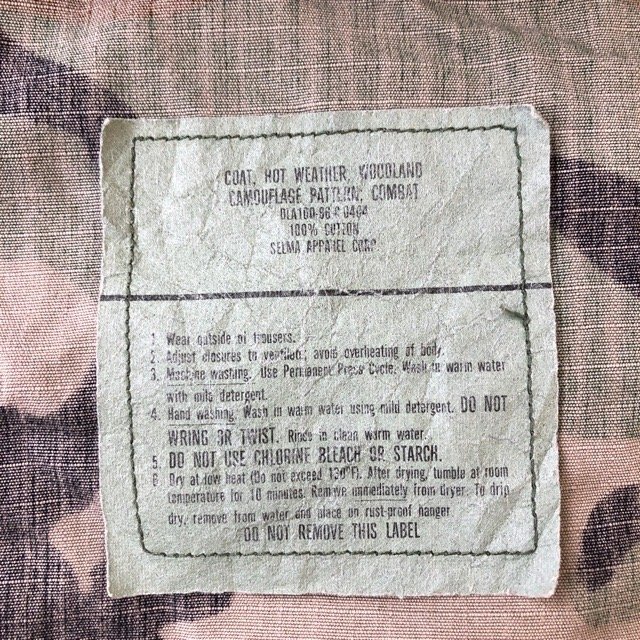 COAT, HOT WEATHER, WOODLAND
CAMOUFLAGE PATTERN, COMBAT
100% COTTON
SELMA APPAREL CORP
1. Wear outside of trousers.
2. Adjust closures to ventilate; avoid overheating of body.
3. Machine washing. Use Permanent Press Cycle. Wash in warm water
with mild detergent.
4. Hand washing. Wash in warm water using mild detergent. DO NOT
WRING OR TWIST. Rinse in clean warm water.
5. DO NOT USE CHLORINE BLEACH OR STARCH.
6. Dry at low heat (Do not exceed 130°F). After drying, tumble at room
temperature for 10 minutes. Remove immediately from dryer. To drip
dry, remove from water and place on rust-proof hanger
DO NOT REMOVE THIS LABEL